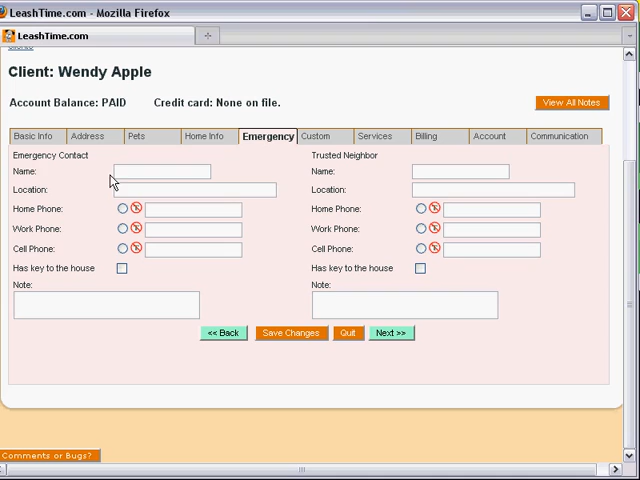 LeashTime.com - Mozilla Firefox
LeashTime.com
Clients
Client: Wendy Apple
Account Balance: PAID Credit card: None on file.
View All Notes
Basic Info Address Pets Home Info Emergency Custom Services Billing Account Communication
Emergency Contact Trusted Neighbor
Name: Name:
Location: Location:
Home Phone: Home Phone:
Work Phone: Work Phone:
Cell Phone: Cell Phone:
Has key to the house Has key to the house
Note: Note:
<< Back Save Changes Quit Next >>
Comments or Bugs?